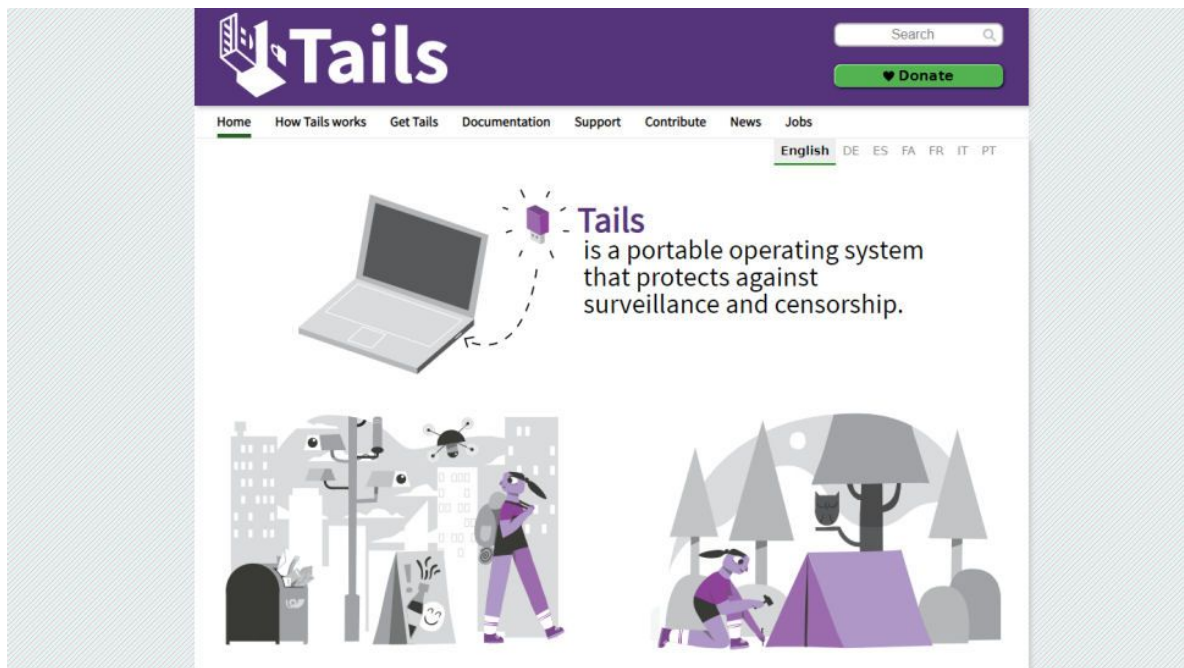 Tails
Search
Donate
Home How Tails works Get Tails Documentation Support Contribute News Jobs
English DE ES FA FR IT PT
Tails
is a portable operating system
that protects against
surveillance and censorship.